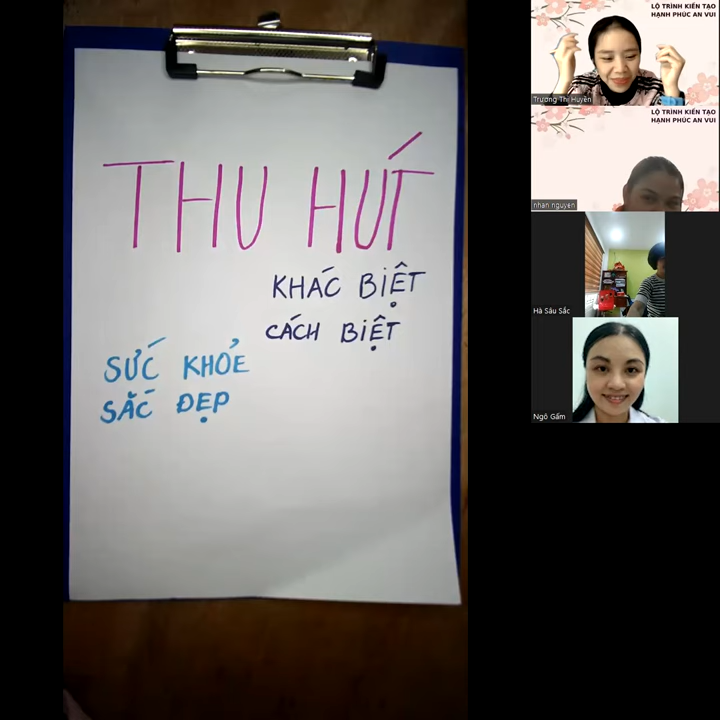 THU HÚT
KHÁC BIỆT
CÁCH BIỆT
SỨC KHỎE
SẮC ĐẸP
LỘ TRÌNH KIẾN TẠO
HẠNH PHÚC AN VUI
Trương Thị Huyền
LỘ TRÌNH KIẾN TẠO
HẠNH PHÚC AN VUI
nhan nguyen
Hà Sâu Sắc
Ngô Gấm